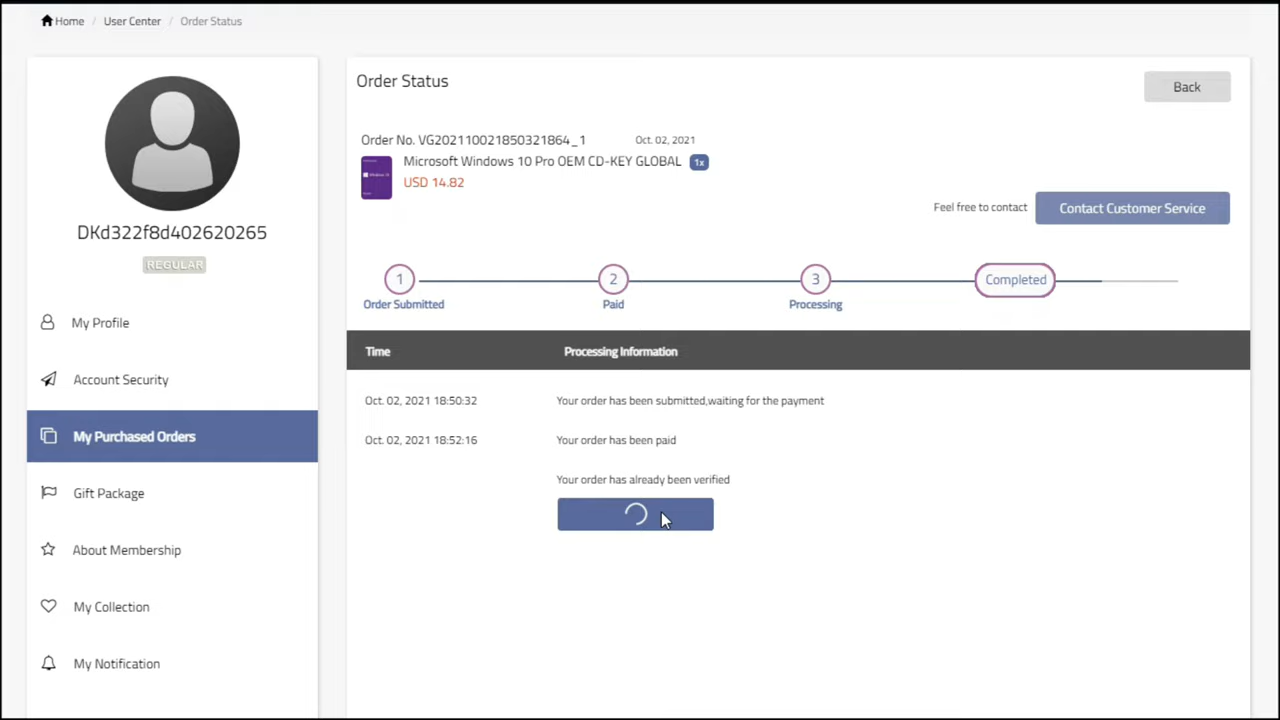 Home / User Center / Order Status
DKd322f8d402620265
REGULAR
My Profile
Account Security
My Purchased Orders
Gift Package
About Membership
My Collection
My Notification
Order Status
Back
Order No. VG202110021850321864_1 Oct. 02, 2021
Microsoft Windows 10 Pro OEM CD-KEY GLOBAL 1x
USD 14.82
Feel free to contact Contact Customer Service
1 2 3 Completed
Order Submitted Paid Processing
Time Processing Information
Oct. 02, 2021 18:50:32 Your order has been submitted,waiting for the payment
Oct. 02, 2021 18:52:16 Your order has been paid
Your order has already been verified